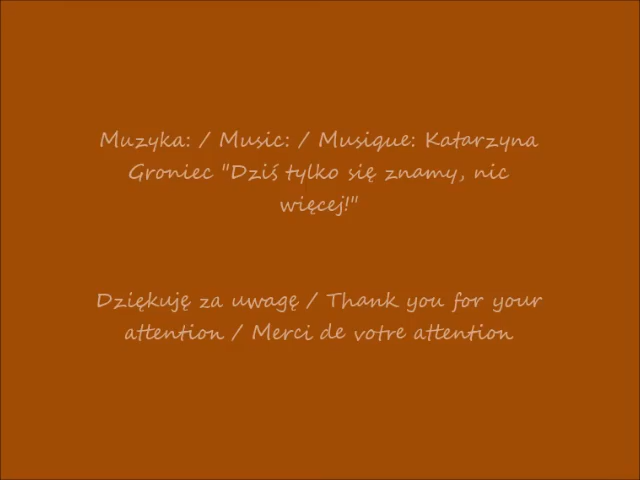 Muzyka: / Music: / Musique: Katarzyna
Groniec "Dziś tylko się znamy, nic
więcej!"
Dziękuję za uwagę / Thank you for your
attention / Merci de votre attention